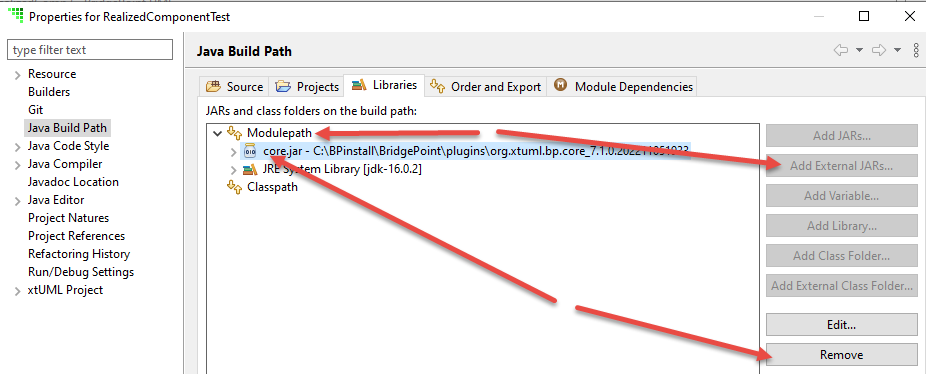 Properties for RealizedComponentTest
type filter text
Resource
Builders
Git
Java Build Path
Java Code Style
Java Compiler
Javadoc Location
Java Editor
Project Natures
Project References
Refactoring History
Run/Debug Settings
xtUML Project
Java Build Path
Source Projects Libraries Order and Export Module Dependencies
JARs and class folders on the build path:
Modulepath
core.jar - C:\BPinstall\BridgePoint\plugins\org.xtuml.bp.core_7.1.0.202211051033
JRE System Library [jdk-16.0.2]
Classpath
Add JARs...
Add External JARs...
Add Variable...
Add Library...
Add Class Folder...
Add External Class Folder...
Edit...
Remove